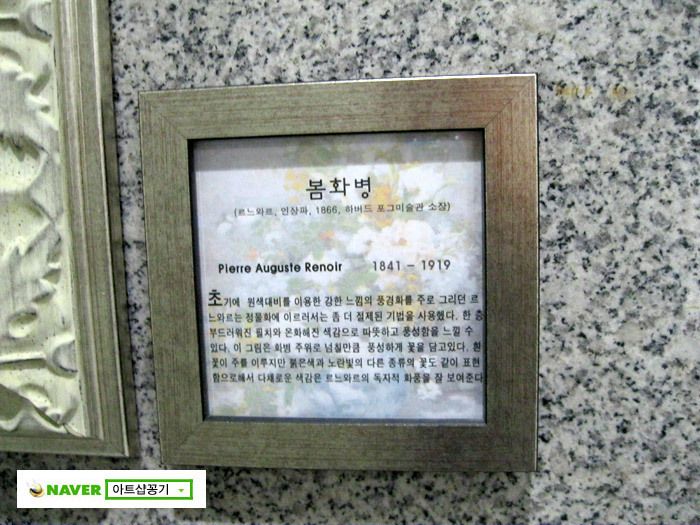 봄화병
(르느와르, 인상파, 1866, 하버드 포그미술관 소장)
Pierre Auguste Renoir 1841 – 1919
초기에 원색대비를 이용한 강한 느낌의 풍경화를 주로 그리던 르
느와르는 정물화에 이르러서는 좀 더 절제된 기법을 사용했다. 한 층
부드러워진 필치와 온화해진 색감으로 따뜻하고 풍성함을 느낄 수
있다. 이 그림은 화병 주위로 넘칠만큼 풍성하게 꽃을 담고있다. 흰
꽃이 주를 이루지만 붉은색과 노란빛의 다른 종류의 꽃도 같이 표현
함으로해서 다채로운 색감은 르느와르의 독자적 화풍을 잘 보여준다
NAVER 아트샵꽁기